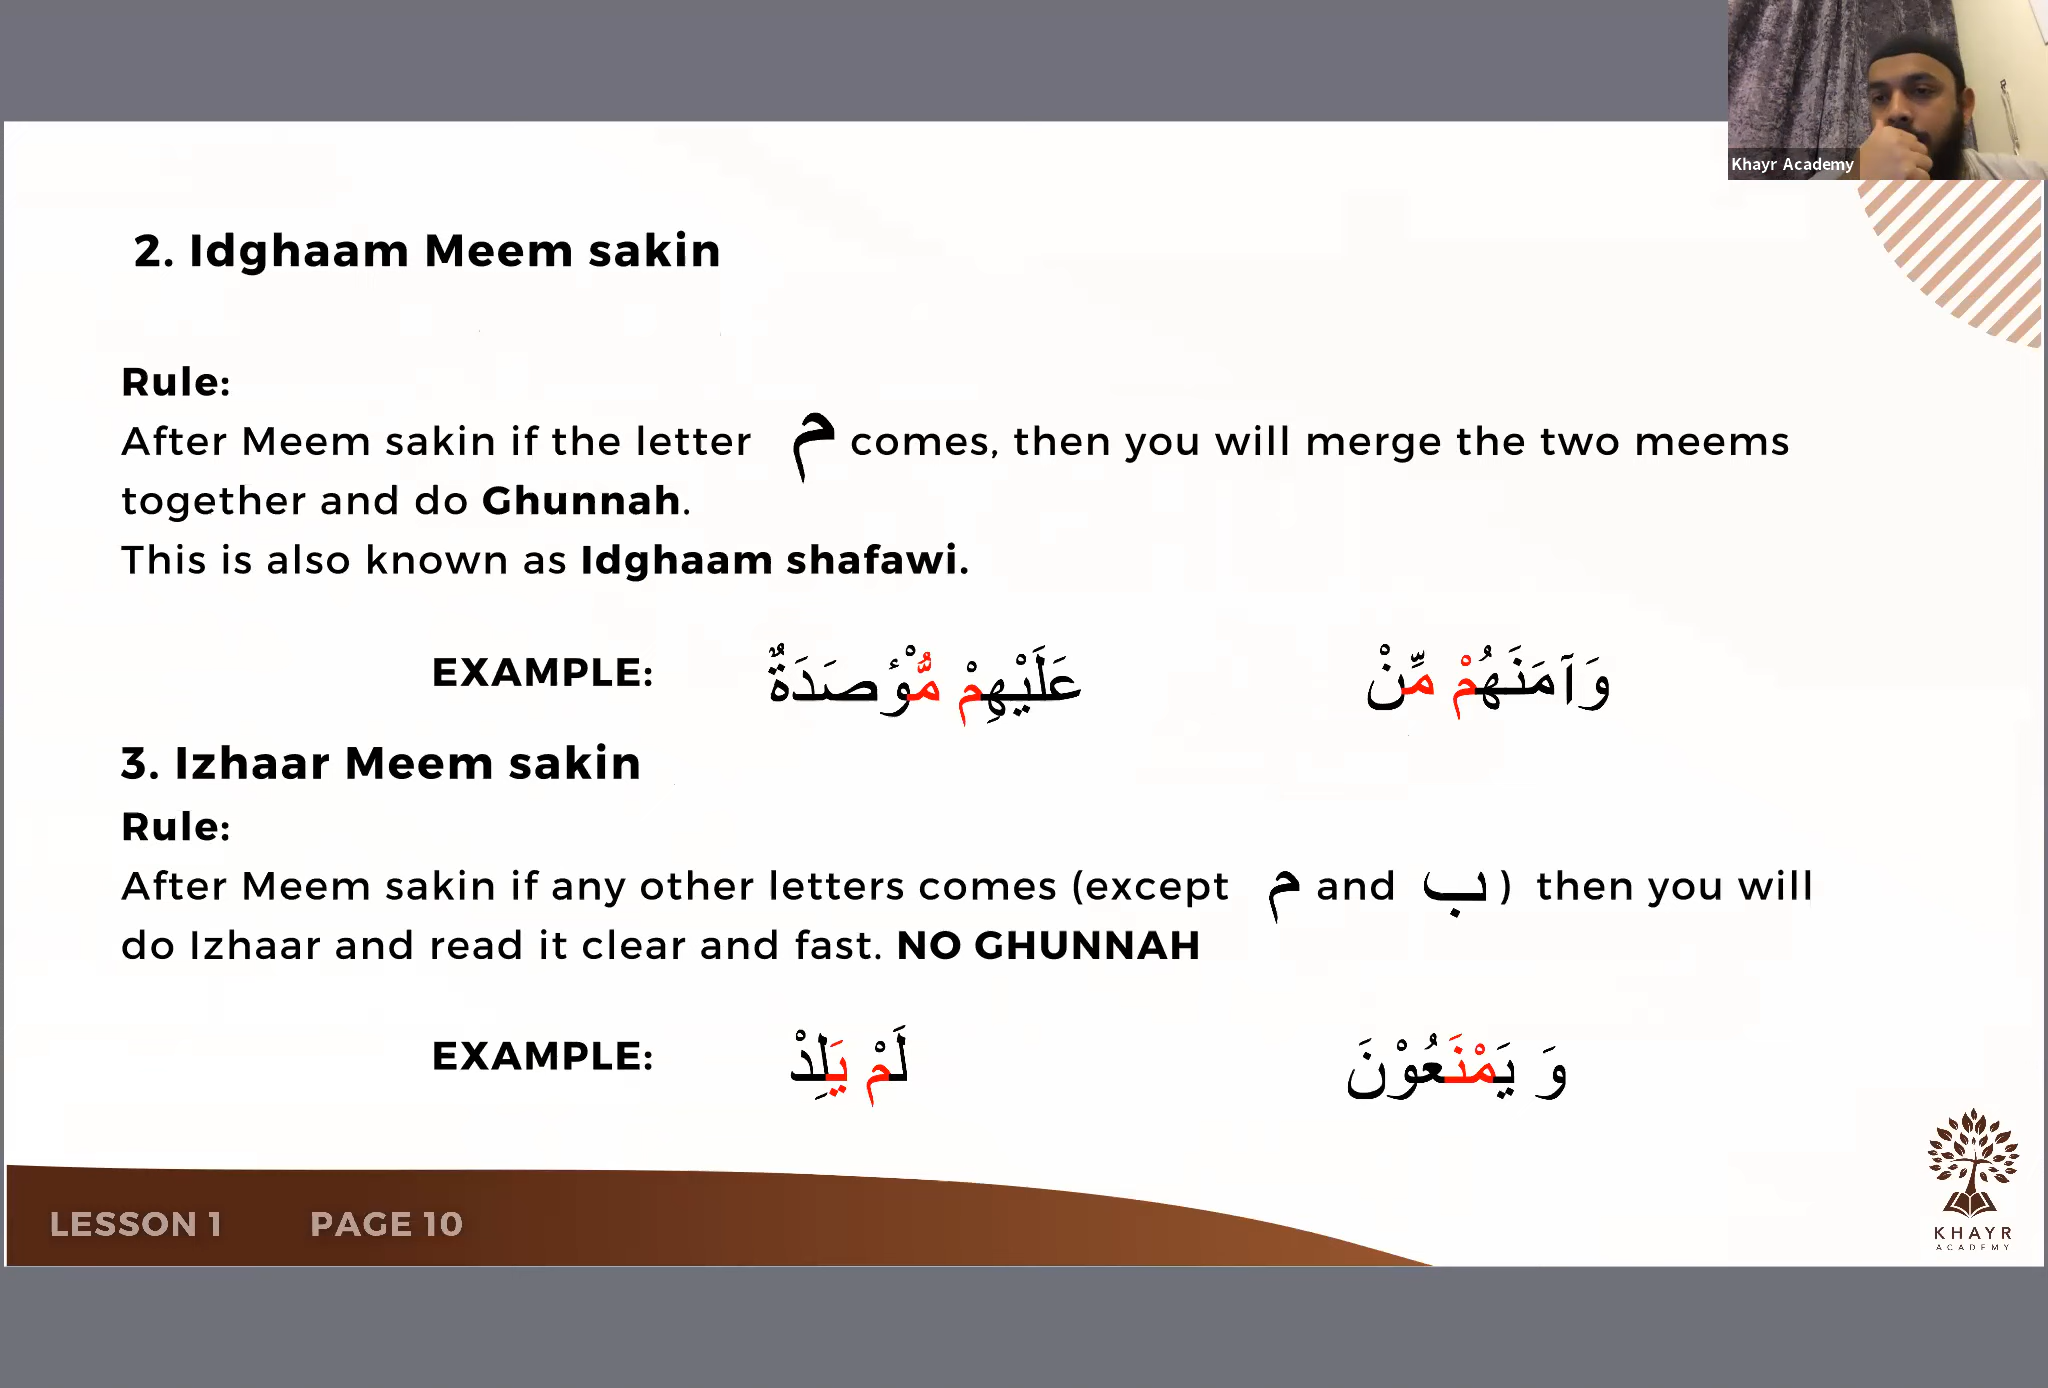 Khayr Academy
2. Idghaam Meem sakin
Rule:
After Meem sakin if the letter م comes, then you will merge the two meems
together and do Ghunnah.
This is also known as Idghaam shafawi.
EXAMPLE: عَلَيْهِمْ مُّؤْصَدَةٌ وَآمَنَهُمْ مِّنْ
3. Izhaar Meem sakin
Rule:
After Meem sakin if any other letters comes (except م and ب ) then you will
do Izhaar and read it clear and fast. NO GHUNNAH
EXAMPLE: لَمْ يَلِدْ وَ يَمْنَعُوْنَ
LESSON 1 PAGE 10
KHAYR
ACADEMY